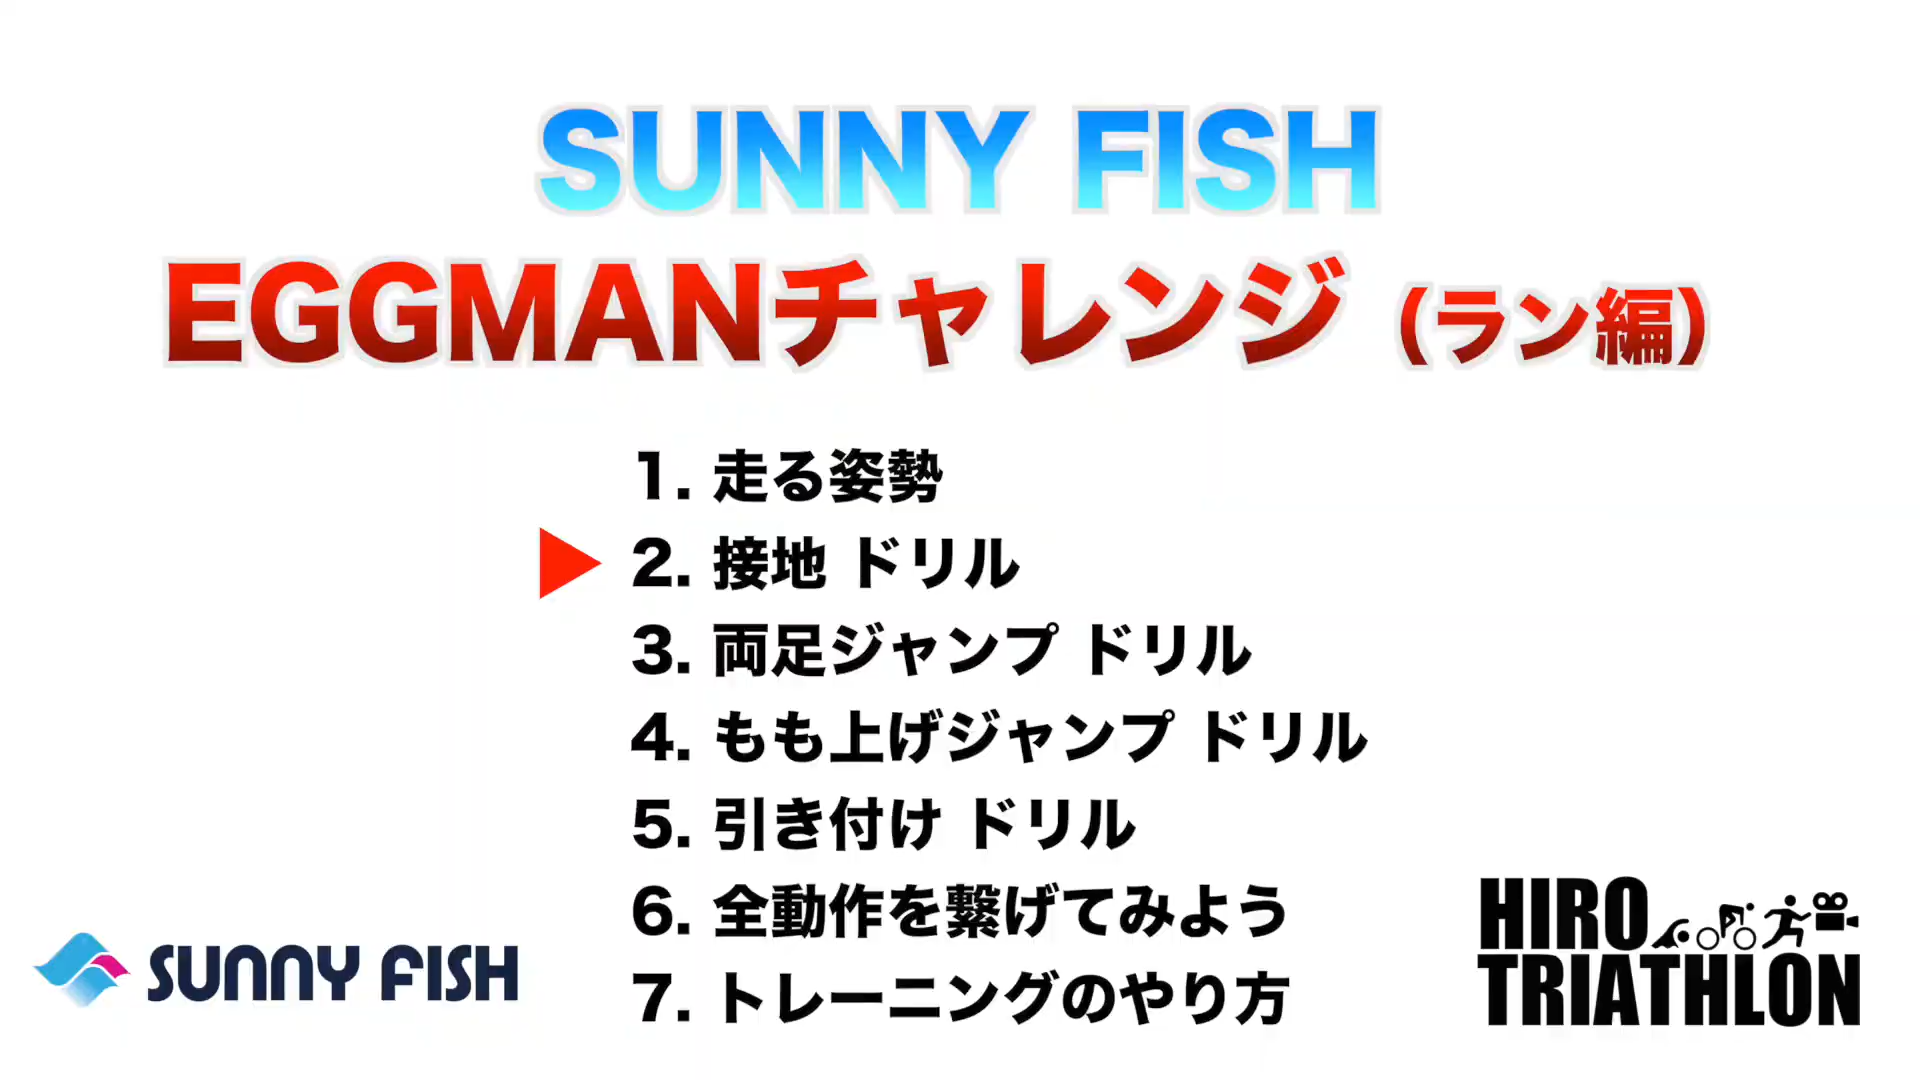 SUNNY FISH
EGGMANチャレンジ（ラン編）
1. 走る姿勢
2. 接地 ドリル
3. 両足ジャンプ ドリル
4. もも上げジャンプ ドリル
5. 引き付け ドリル
6. 全動作を繋げてみよう
7. トレーニングのやり方
SUNNY FISH
HIRO
TRIATHLON